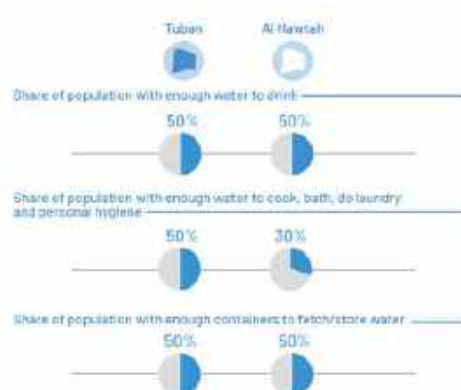 Tuban Al Hawtah
Share of population with enough water to drink
50% 50%
Share of population with enough water to cook, bath, do laundry
and personal hygiene
50% 30%
Share of population with enough containers to fetch/store water
50% 50%